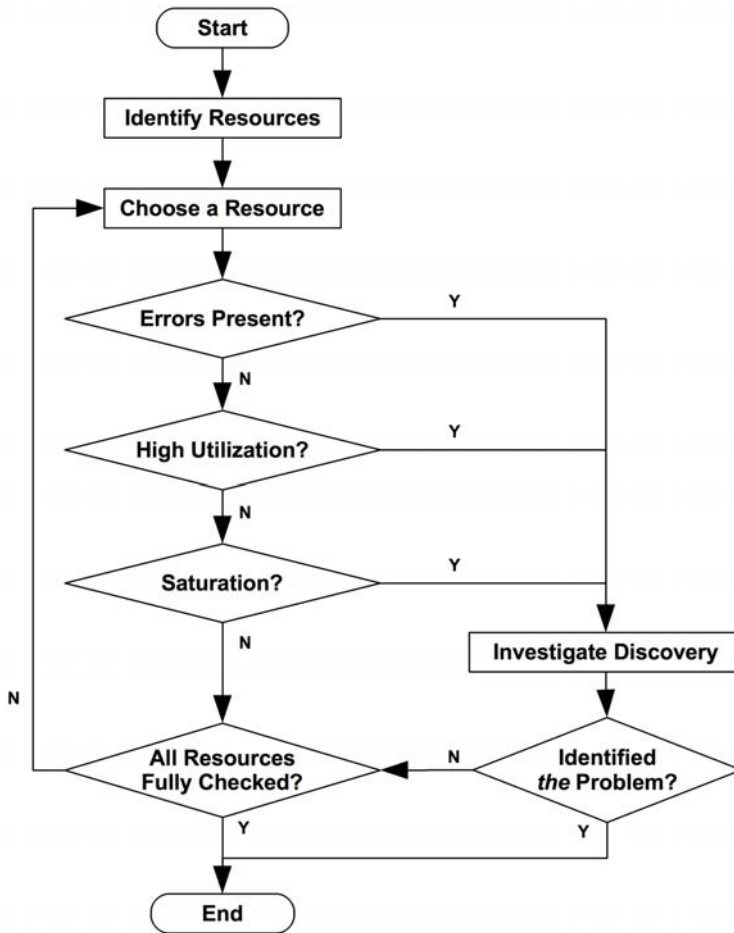 Start
Identify Resources
Choose a Resource
Errors Present?
Y
N
High Utilization?
Y
N
Saturation?
Y
N
Investigate Discovery
N
All Resources
Fully Checked?
N
Identified
the Problem?
Y
Y
End